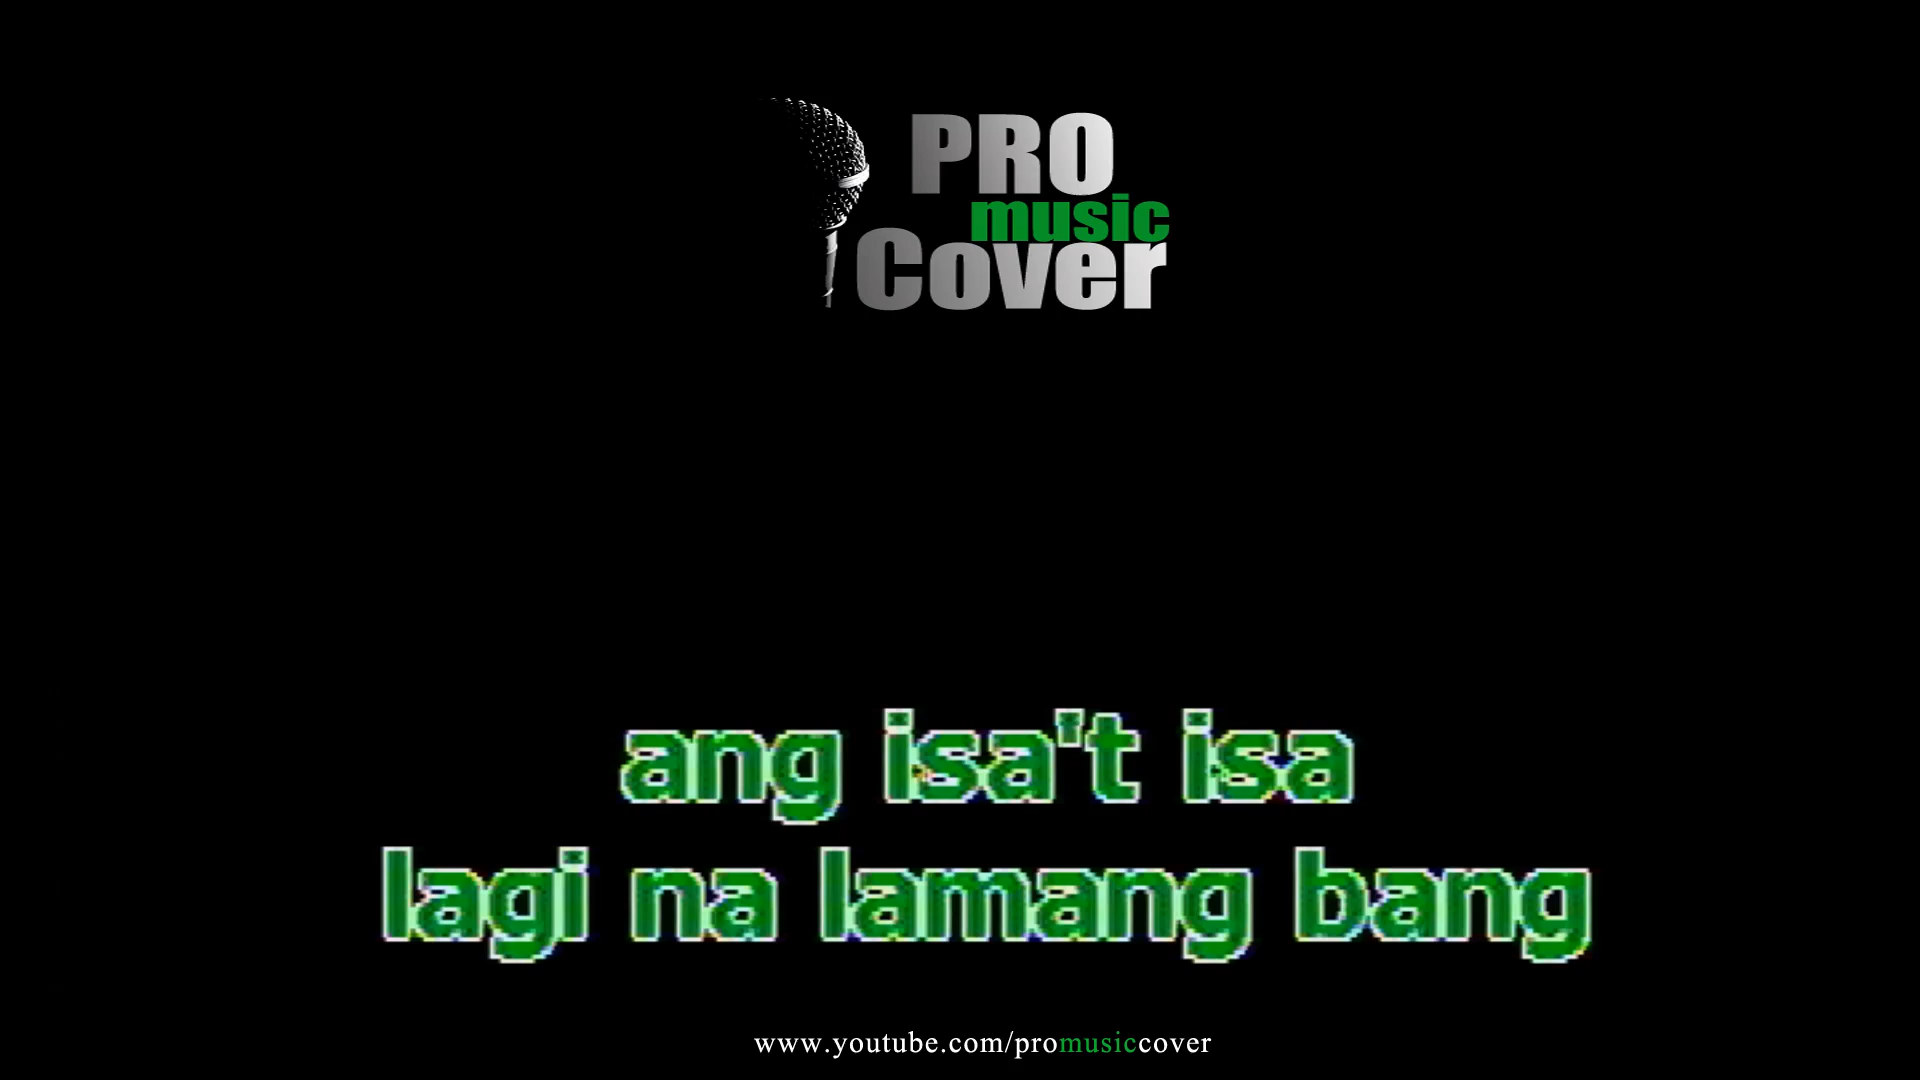 PRO
music
Cover
ang isa't isa
lagi na lamang bang
www.youtube.com/promusiccover